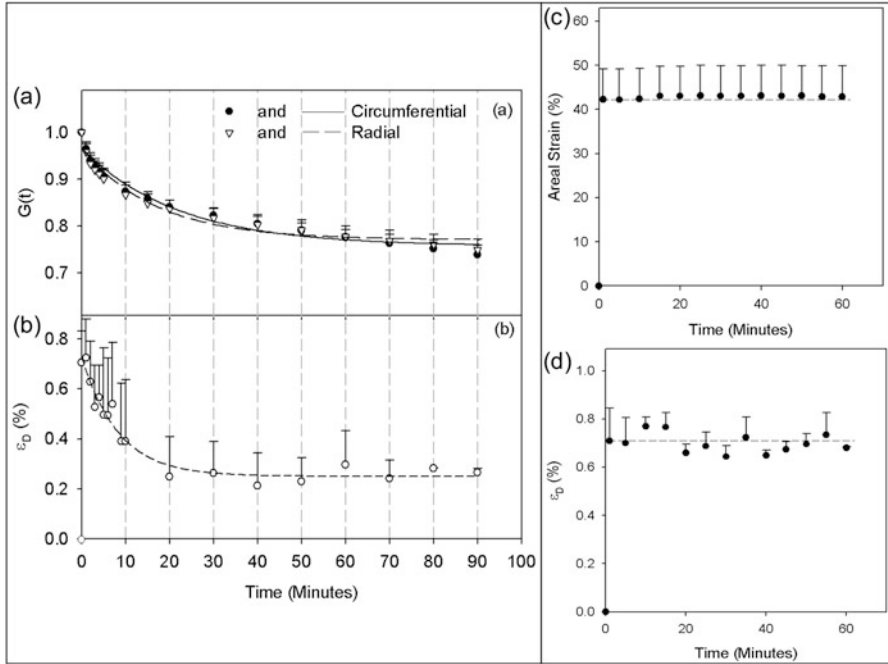 (a)
(a)
● and —— Circumferential
▽ and — — Radial
1.0
0.9
0.8
0.7
G(t)
(b)
(b)
0.8
0.6
0.4
0.2
0.0
εD (%)
0 10 20 30 40 50 60 70 80 90 100
Time (Minutes)
(c)
60
50
40
30
20
10
0
Areal Strain (%)
0 20 40 60
Time (Minutes)
(d)
1.0
0.8
0.6
0.4
0.2
0.0
εD (%)
0 20 40 60
Time (Minutes)